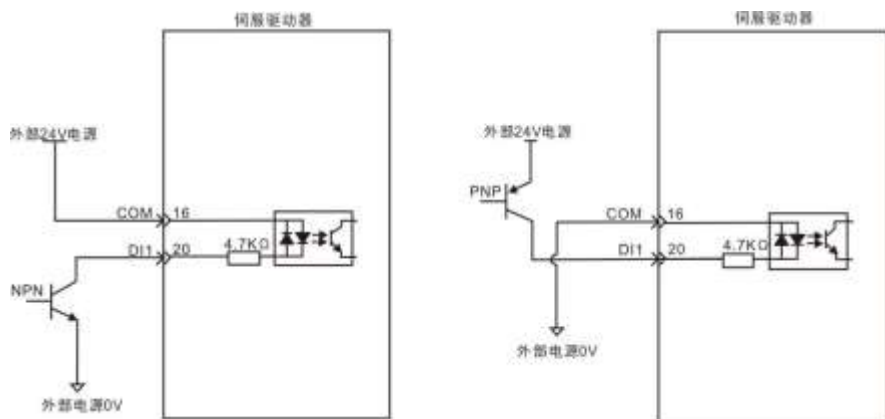 伺服驱动器
外部24V电源
COM
16
4.7KΩ
DI1
20
NPN
外部电源0V
伺服驱动器
外部24V电源
PNP
COM
16
4.7KΩ
DI1
20
外部电源0V